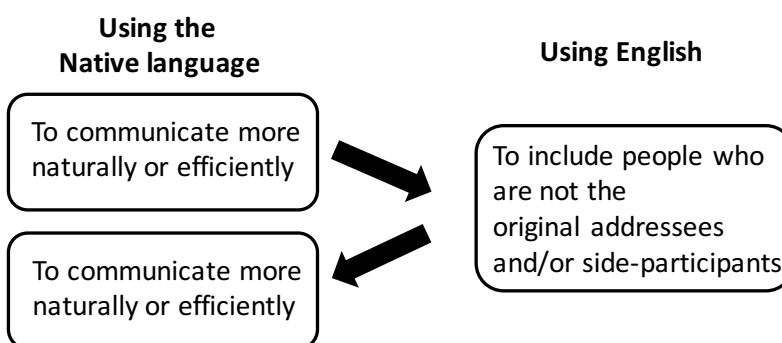 Using the
Native language
To communicate more
naturally or efficiently
To communicate more
naturally or efficiently
Using English
To include people who
are not the
original addressees
and/or side-participants